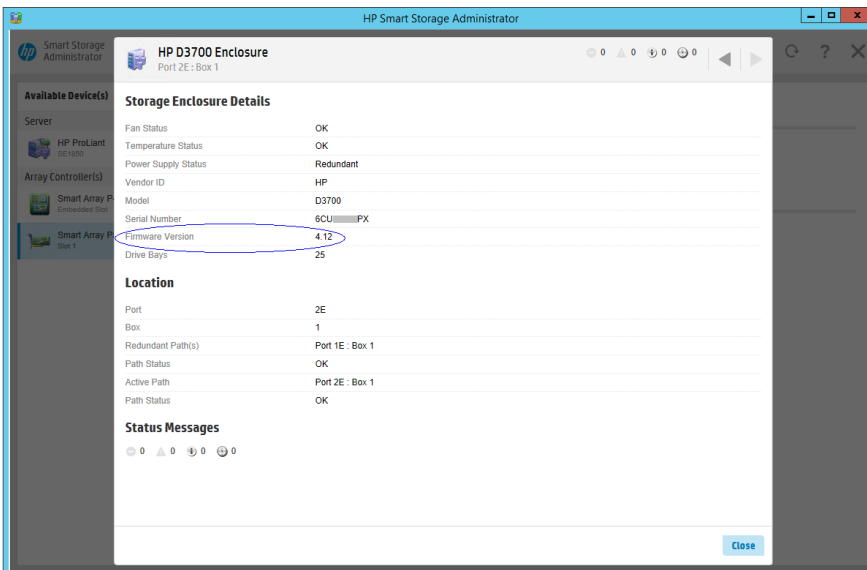 HP Smart Storage Administrator
hp
Smart Storage
Administrator
HP D3700 Enclosure
Port 2E : Box 1
0 0 0 0
?
Available Device(s)
Server
HP ProLiant
SE1650
Array Controller(s)
Smart Array P
Embedded Slot
Smart Array P
Slot 1
Storage Enclosure Details
Fan Status OK
Temperature Status OK
Power Supply Status Redundant
Vendor ID HP
Model D3700
Serial Number 6CU PX
Firmware Version 4.12
Drive Bays 25
Location
Port 2E
Box 1
Redundant Path(s) Port 1E : Box 1
Path Status OK
Active Path Port 2E : Box 1
Path Status OK
Status Messages
0 0 0 0
Close